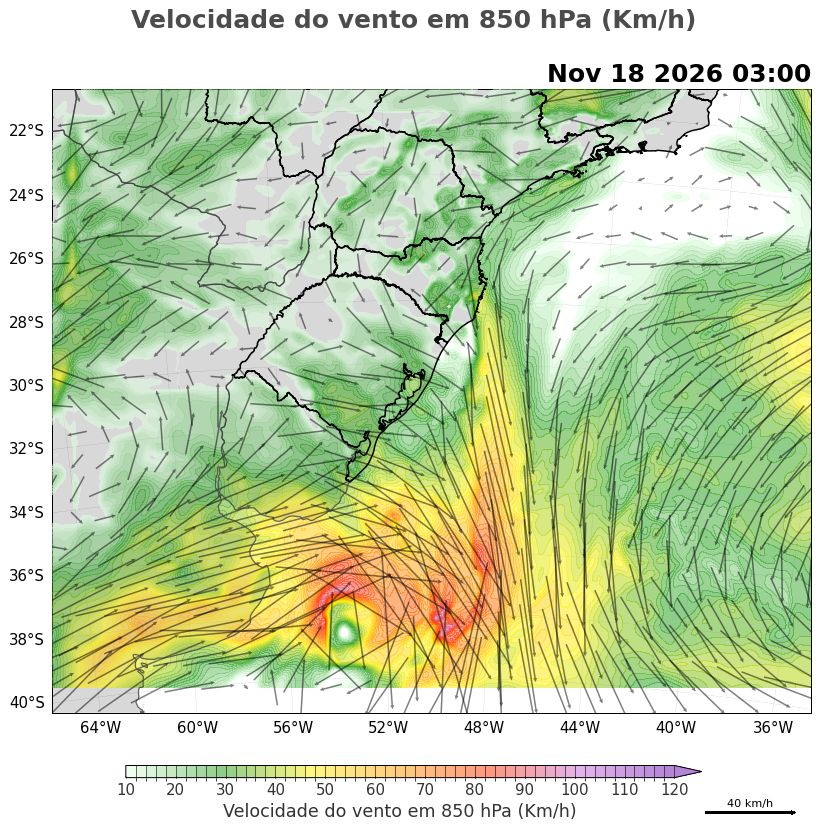 Velocidade do vento em 850 hPa (Km/h)
Nov 18 2026 03:00
22°S
24°S
26°S
28°S
30°S
32°S
34°S
36°S
38°S
40°S
64°W 60°W 56°W 52°W 48°W 44°W 40°W 36°W
10 20 30 40 50 60 70 80 90 100 110 120
Velocidade do vento em 850 hPa (Km/h)
40 km/h